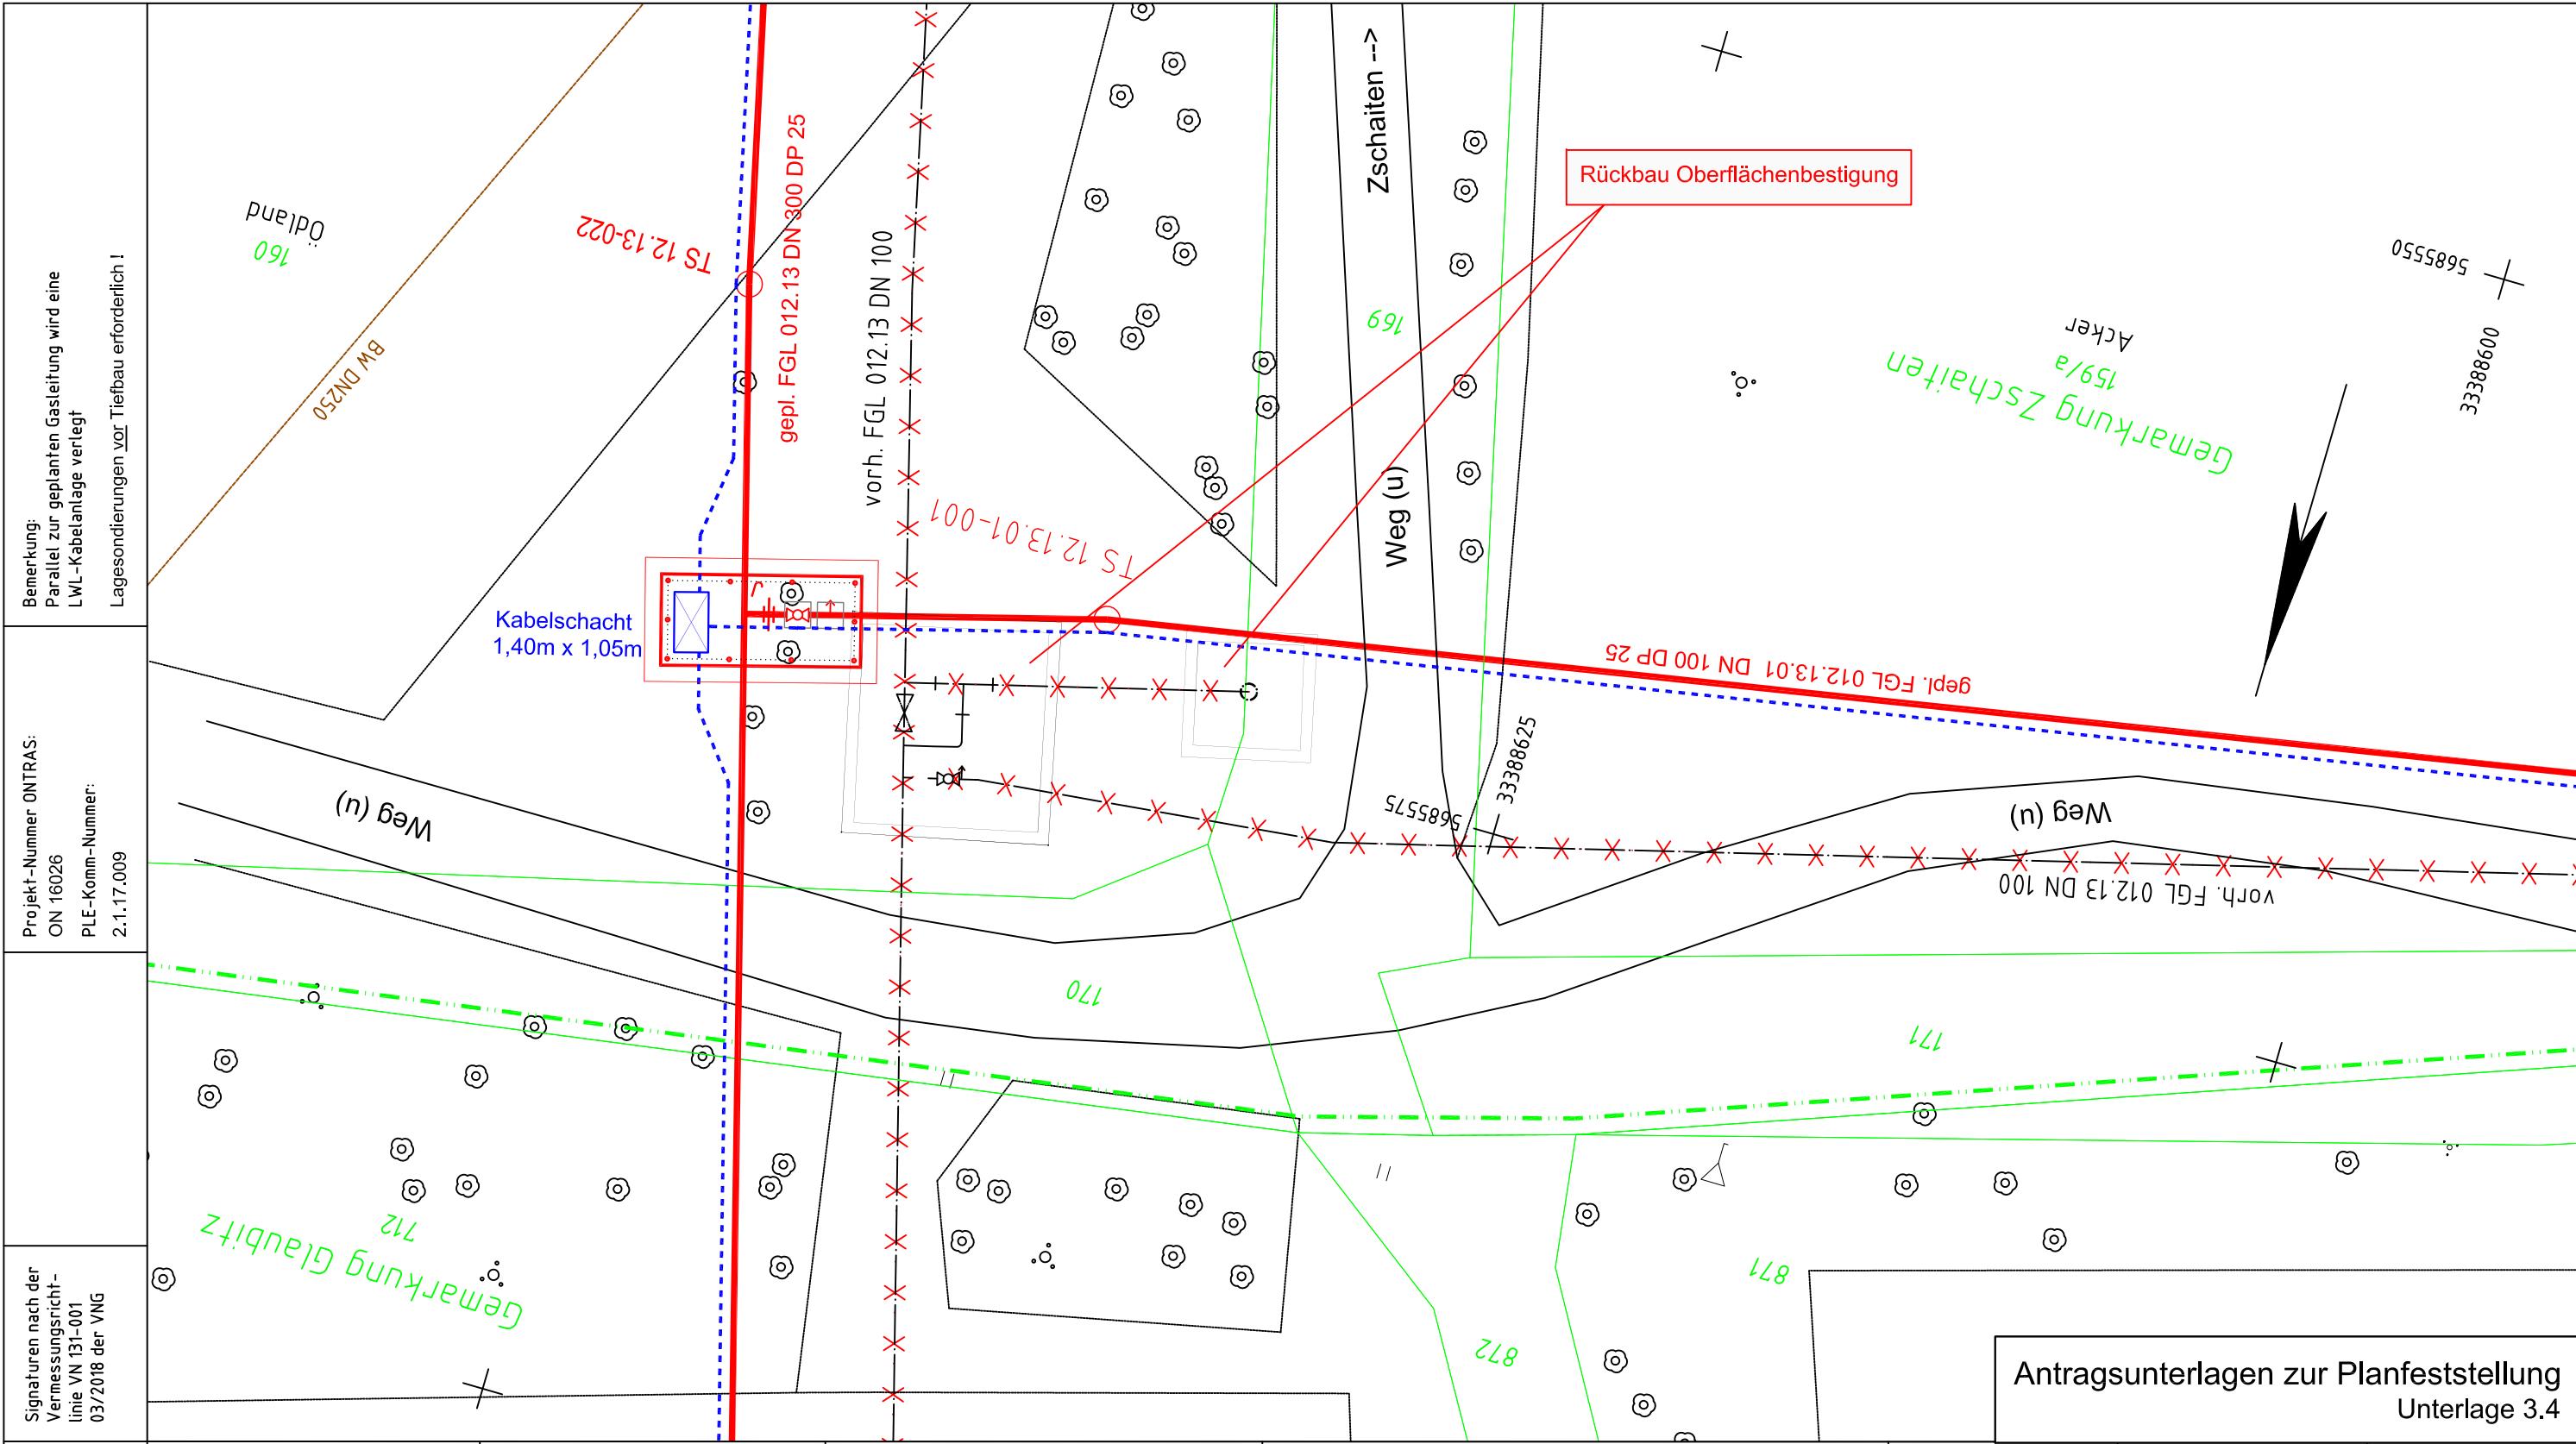 Bemerkung:
Parallel zur geplanten Gasleitung wird eine
LWL-Kabelanlage verlegt
Lagesondierungen vor Tiefbau erforderlich !
Projekt-Nummer ONTRAS:
ON 16026
PLE-Komm-Nummer:
2.1.17.009
Signaturen nach der
Vermessungsricht-
linie VN 131-001
03/2018 der VNG
Ödland
160
BW DN250
TS 12.13-022
gepl. FGL 012.13 DN 300 DP 25
vorh. FGL 012.13 DN 100
TS 12.13.01-001
Zschaiten -->
169
Weg (u)
Rückbau Oberflächenbestigung
5685550
33388600
Acker
159/a
Gemarkung Zschaiten
Kabelschacht
1,40m x 1,05m
gepl. FGL 012.13.01 DN 100 DP 25
33388625
5685575
Weg (u)
Weg (u)
vorh. FGL 012.13 DN 100
170
171
712
Gemarkung Glaubitz
871
872
Antragsunterlagen zur Planfeststellung
Unterlage 3.4